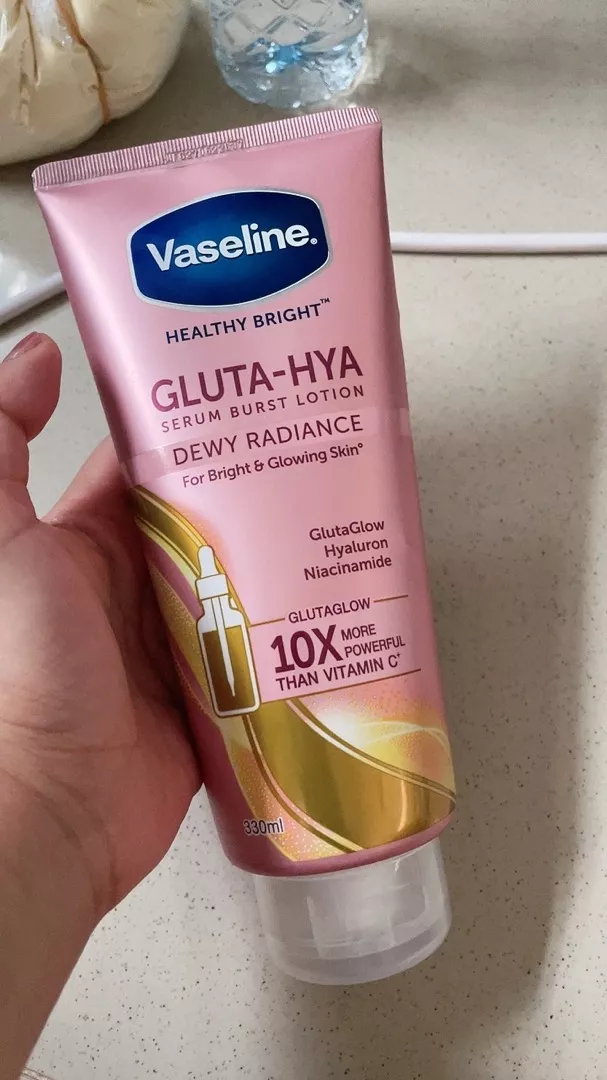 Vaseline.
HEALTHY BRIGHT™
GLUTA-HYA
SERUM BURST LOTION
DEWY RADIANCE
For Bright & Glowing Skin°
GlutaGlow
Hyaluron
Niacinamide
GLUTAGLOW
10X MORE
POWERFUL
THAN VITAMIN C*
330ml